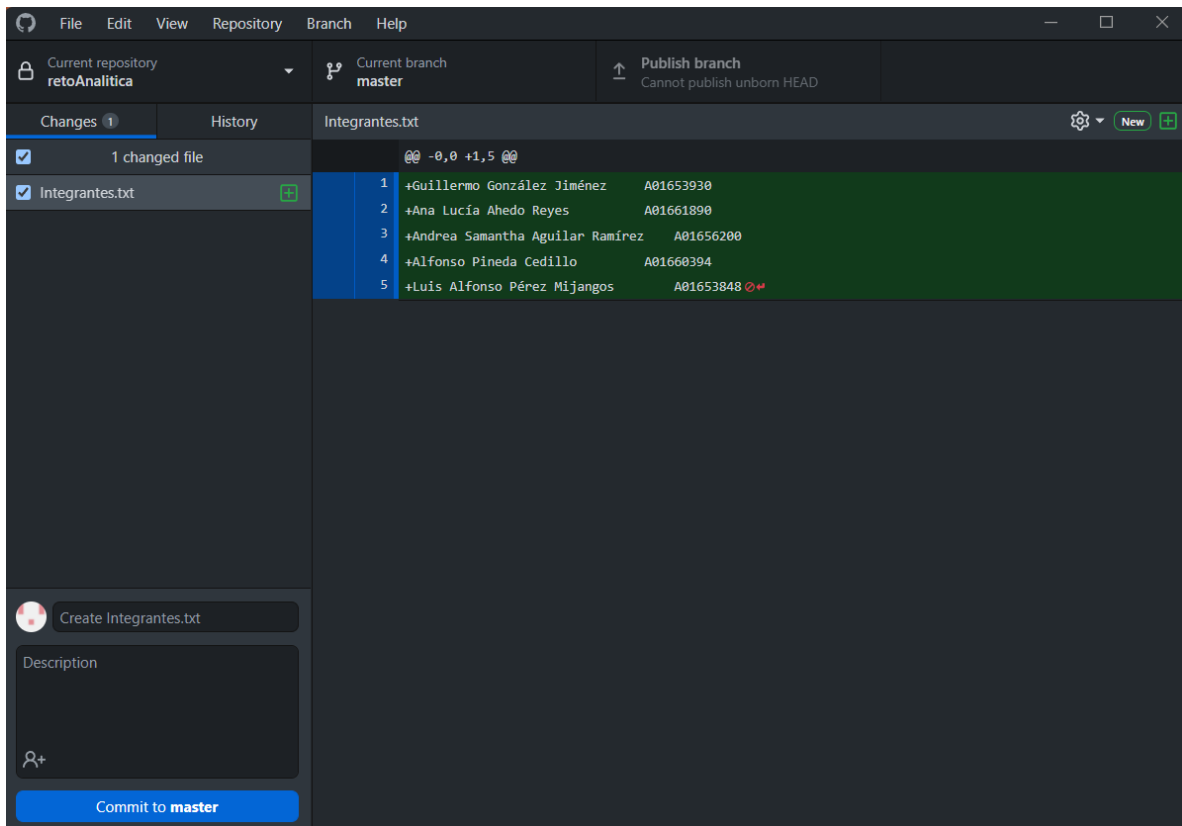 File Edit View Repository Branch Help
Current repository
retoAnalitica
Current branch
master
Publish branch
Cannot publish unborn HEAD
Changes 1
History
Integrantes.txt
New
1 changed file
@@ -0,0 +1,5 @@
Integrantes.txt
1 +Guillermo González Jiménez A01653930
2 +Ana Lucía Ahedo Reyes A01661890
3 +Andrea Samantha Aguilar Ramírez A01656200
4 +Alfonso Pineda Cedillo A01660394
5 +Luis Alfonso Pérez Mijangos A01653848
Create Integrantes.txt
Description
Commit to master